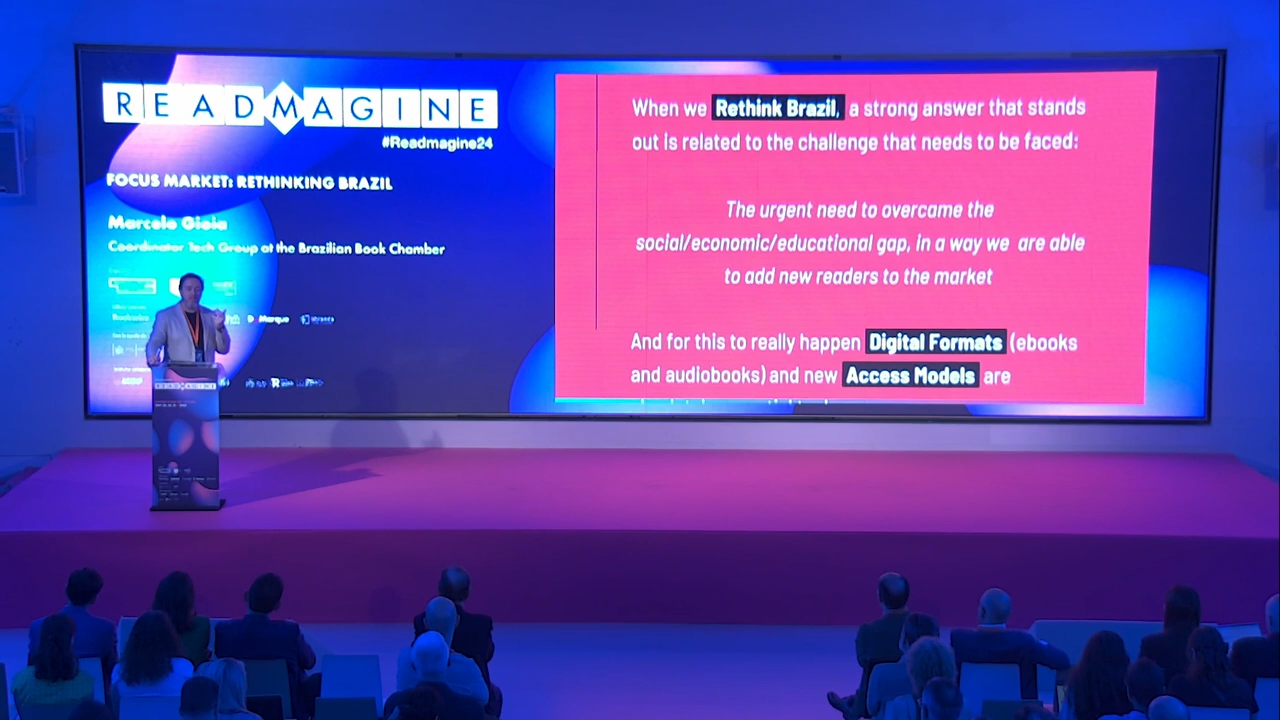 READMAGINE
#Readmagine24
FOCUS MARKET: RETHINKING BRAZIL
Marcelo Gioia
Coordinator Tech Group at the Brazilian Book Chamber
When we Rethink Brazil, a strong answer that stands
out is related to the challenge that needs to be faced:
The urgent need to overcome the
social/economic/educational gap, in a way we are able
to add new readers to the market
And for this to really happen Digital Formats (ebooks
and audiobooks) and new Access Models are
READMAGINE